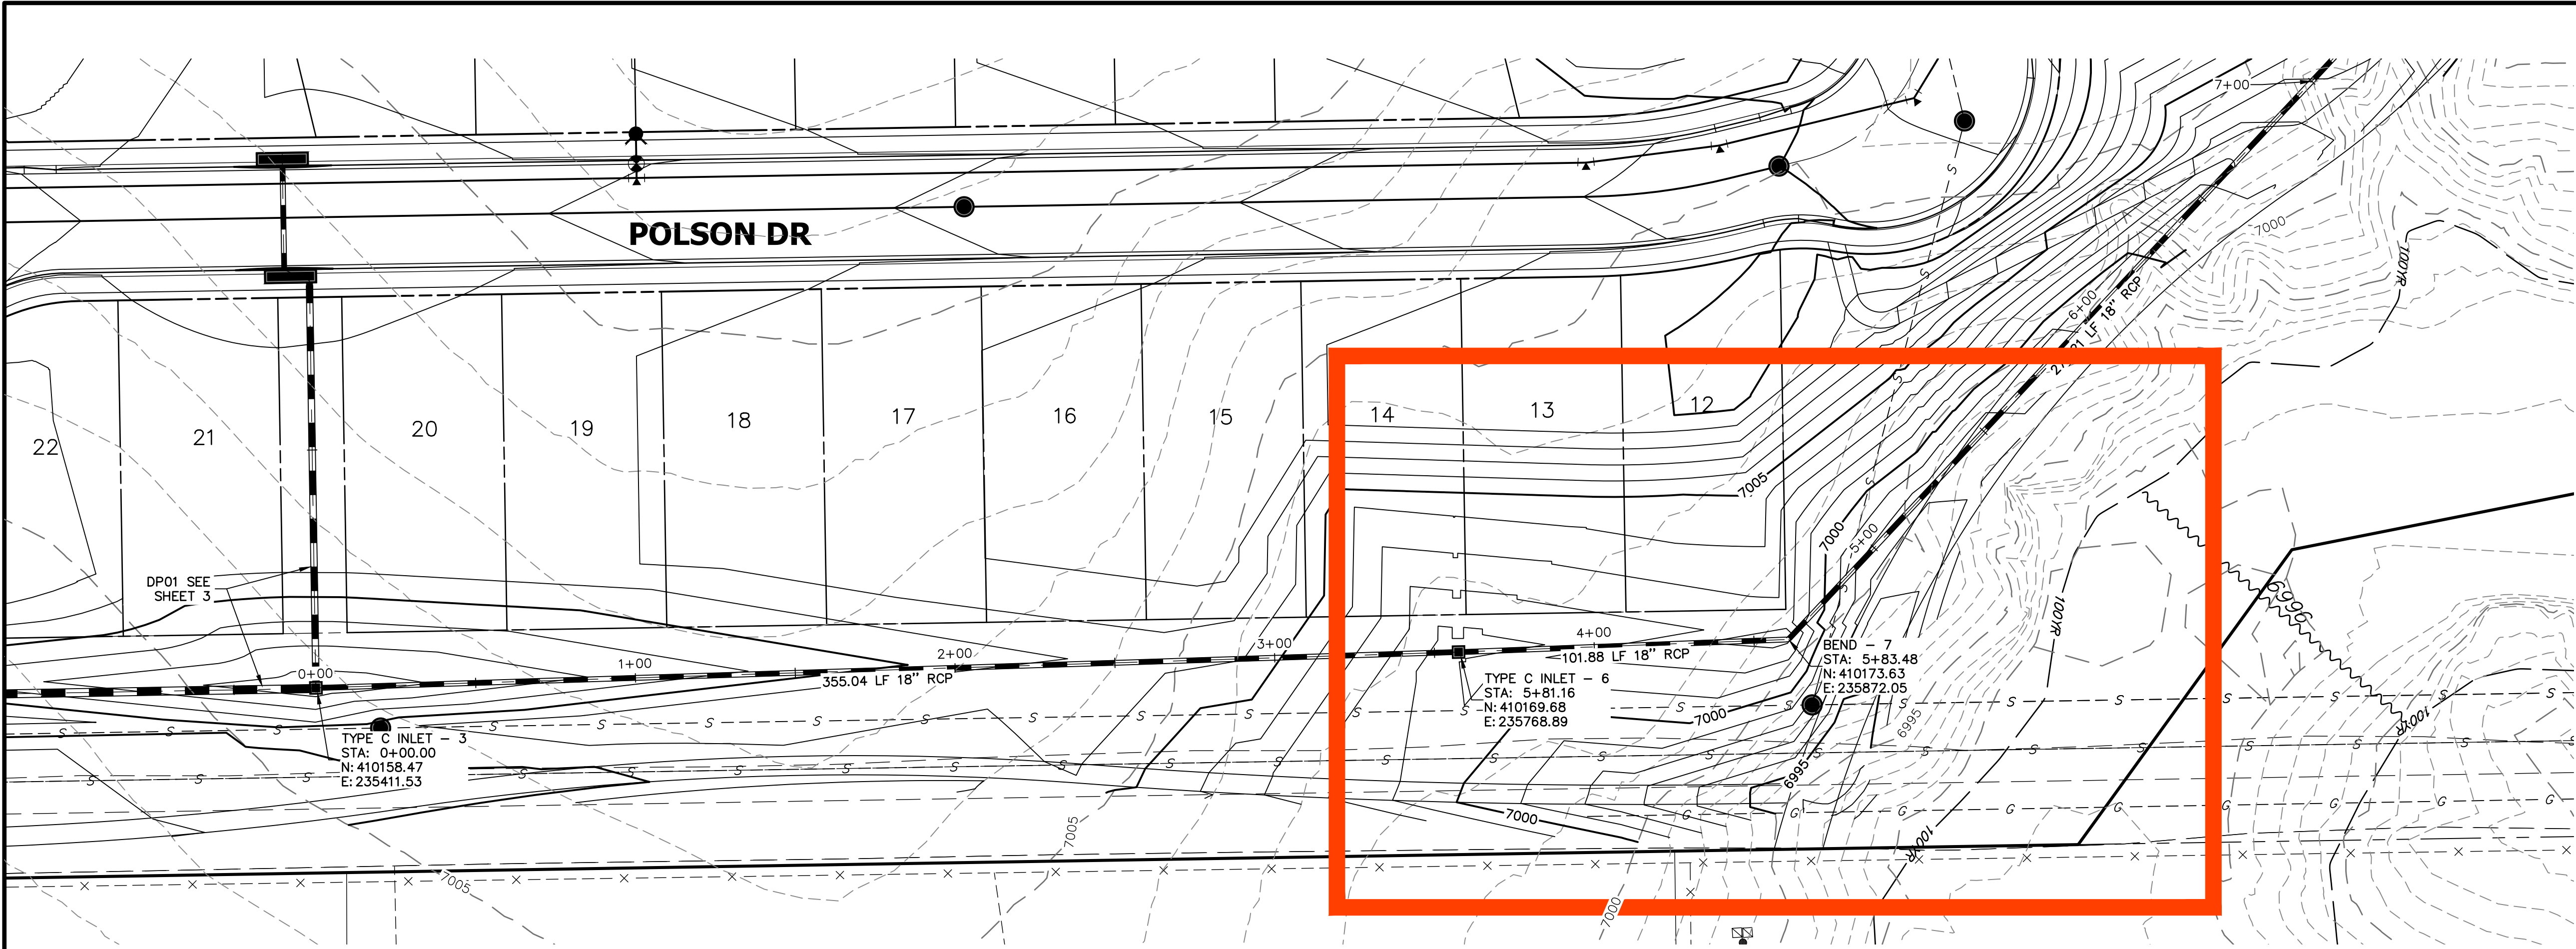 7+00
7000
100YR
POLSON DR
6+00
271.21 LF 18" RCP
22
21
20
19
18
17
16
15
14
13
12
7005
7000
5+00
DP01 SEE
SHEET 3
0+00
1+00
2+00
3+00
4+00
355.04 LF 18" RCP
101.88 LF 18" RCP
BEND - 7
STA: 5+83.48
N: 410173.63
E: 235872.05
TYPE C INLET - 6
STA: 5+81.16
N: 410169.68
E: 235768.89
TYPE C INLET - 3
STA: 0+00.00
N: 410158.47
E: 235411.53
100YR
6996
100YR
S S S S S S S S S S S S S S S S S S S S
7000
6995
6995
S S S S S S S S S S S S S S S S S S S S S S S
G G G G G G G G G
7000
7005
100YR
7005
7000